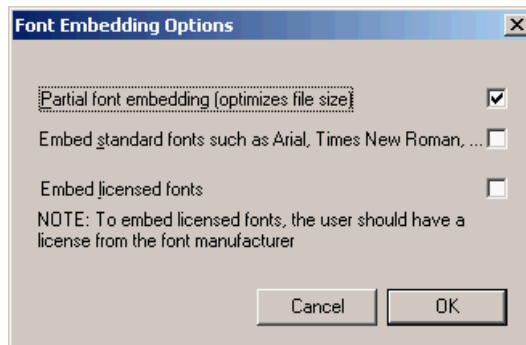 Font Embedding Options
Partial font embedding (optimizes file size)
Embed standard fonts such as Arial, Times New Roman, ...
Embed licensed fonts
NOTE: To embed licensed fonts, the user should have a
license from the font manufacturer
Cancel OK